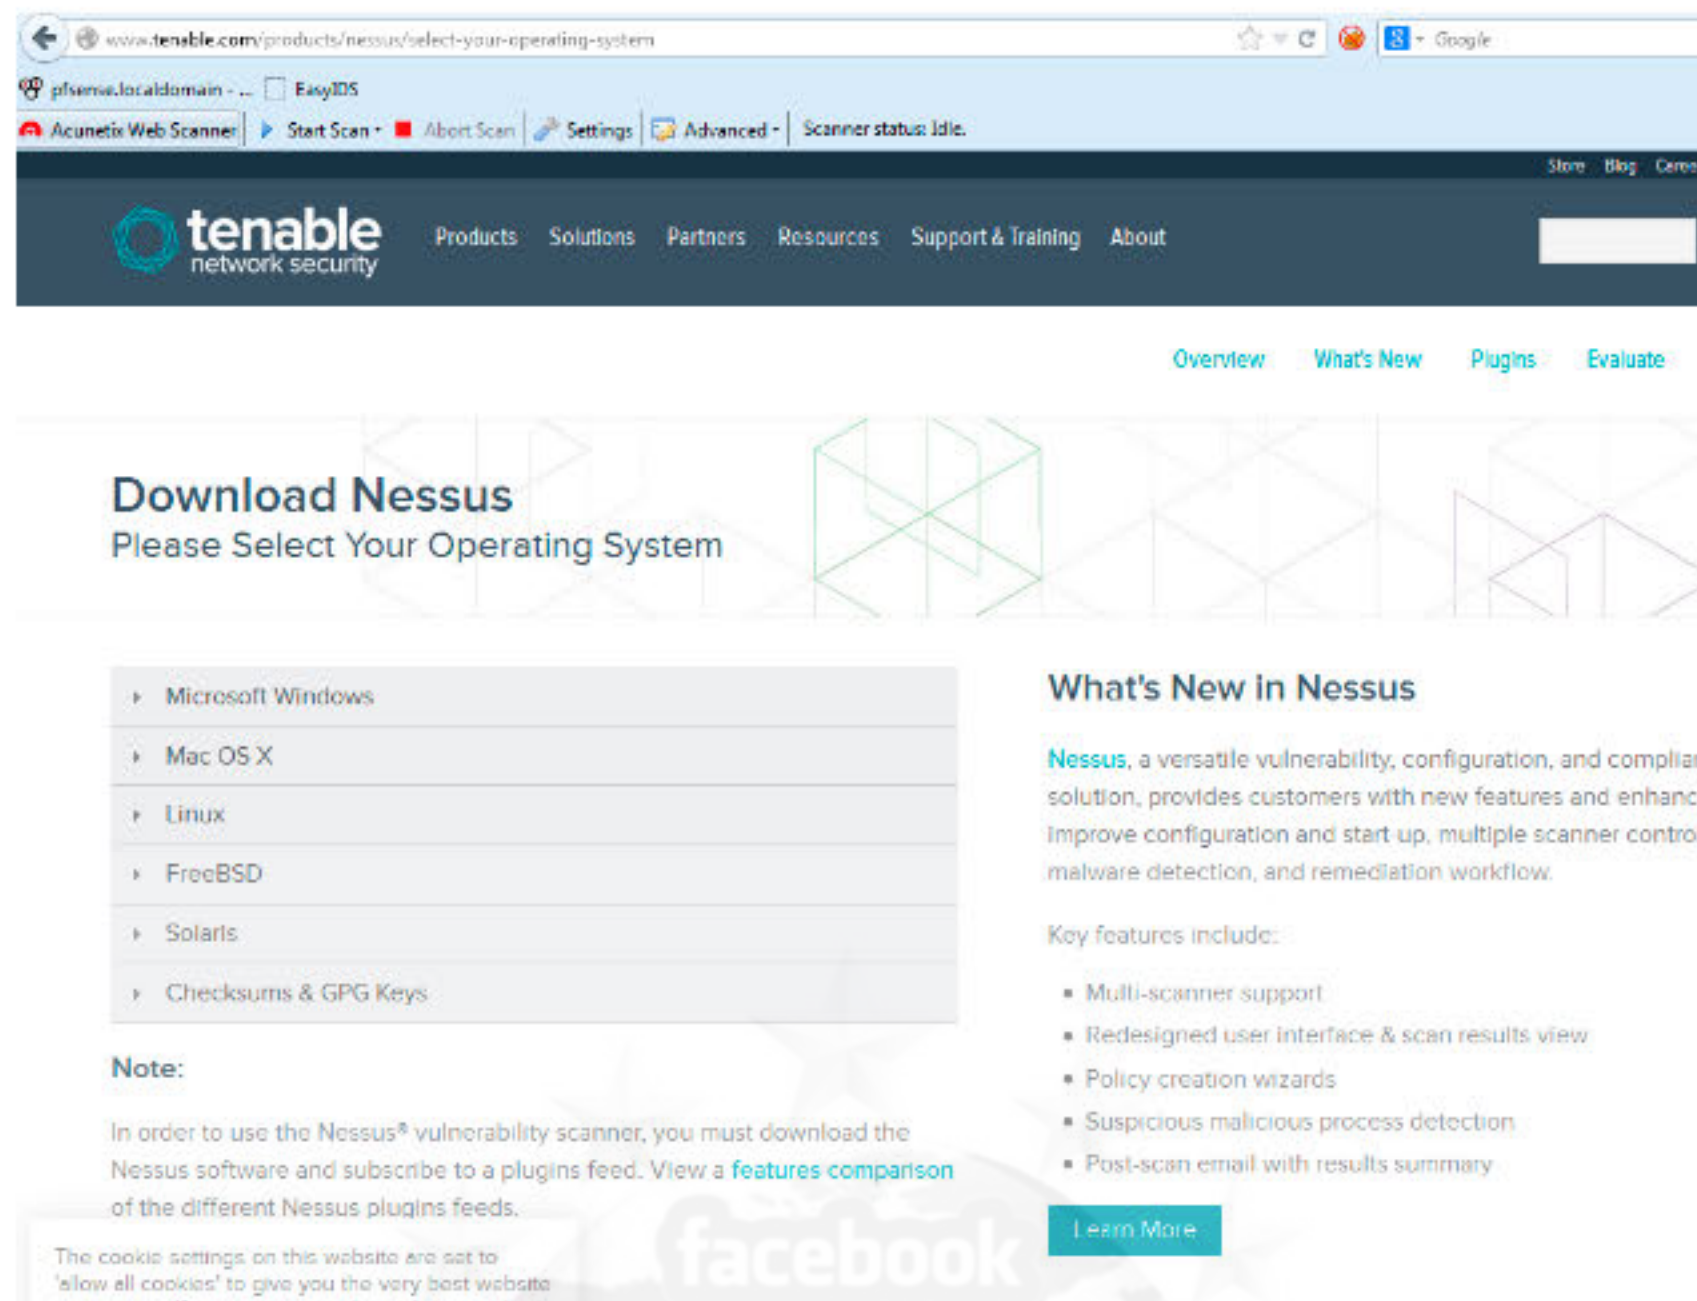 www.tenable.com/products/nessus/select-your-operating-system
Google
pfsense.localdomain - ... EasyIDS
Acunetix Web Scanner Start Scan Abort Scan Settings Advanced Scanner status: Idle.
Store Blog
tenable
network security
Products Solutions Partners Resources Support & Training About
Overview What's New Plugins Evaluate
Download Nessus
Please Select Your Operating System
Microsoft Windows
Mac OS X
Linux
FreeBSD
Solaris
Checksums & GPG Keys
Note:
In order to use the Nessus® vulnerability scanner, you must download the
Nessus software and subscribe to a plugins feed. View a features comparison
of the different Nessus plugins feeds.
The cookie settings on this website are set to
'allow all cookies' to give you the very best website
What's New in Nessus
Nessus, a versatile vulnerability, configuration, and complian
solution, provides customers with new features and enhanc
improve configuration and start-up, multiple scanner contro
malware detection, and remediation workflow.
Key features include:
Multi-scanner support
Redesigned user interface & scan results view
Policy creation wizards
Suspicious malicious process detection
Post-scan email with results summary
Learn More
facebook